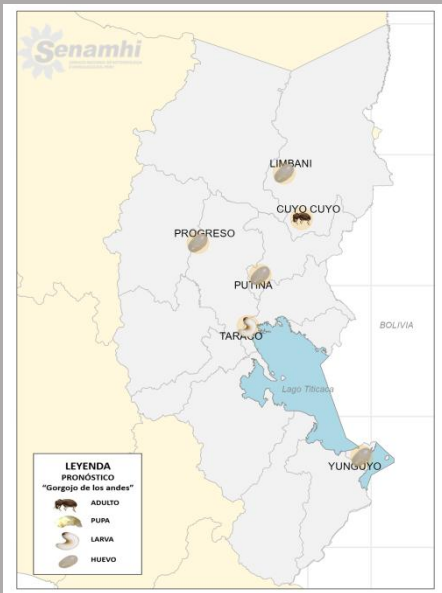 Senamhi
LIMBANI
CUYO CUYO
PROGRESO
PUTINA
TARACO
BOLIVIA
Lago Titicaca
YUNGUYO
LEYENDA
PRONÓSTICO
"Gorgojo de los andes"
ADULTO
PUPA
LARVA
HUEVO